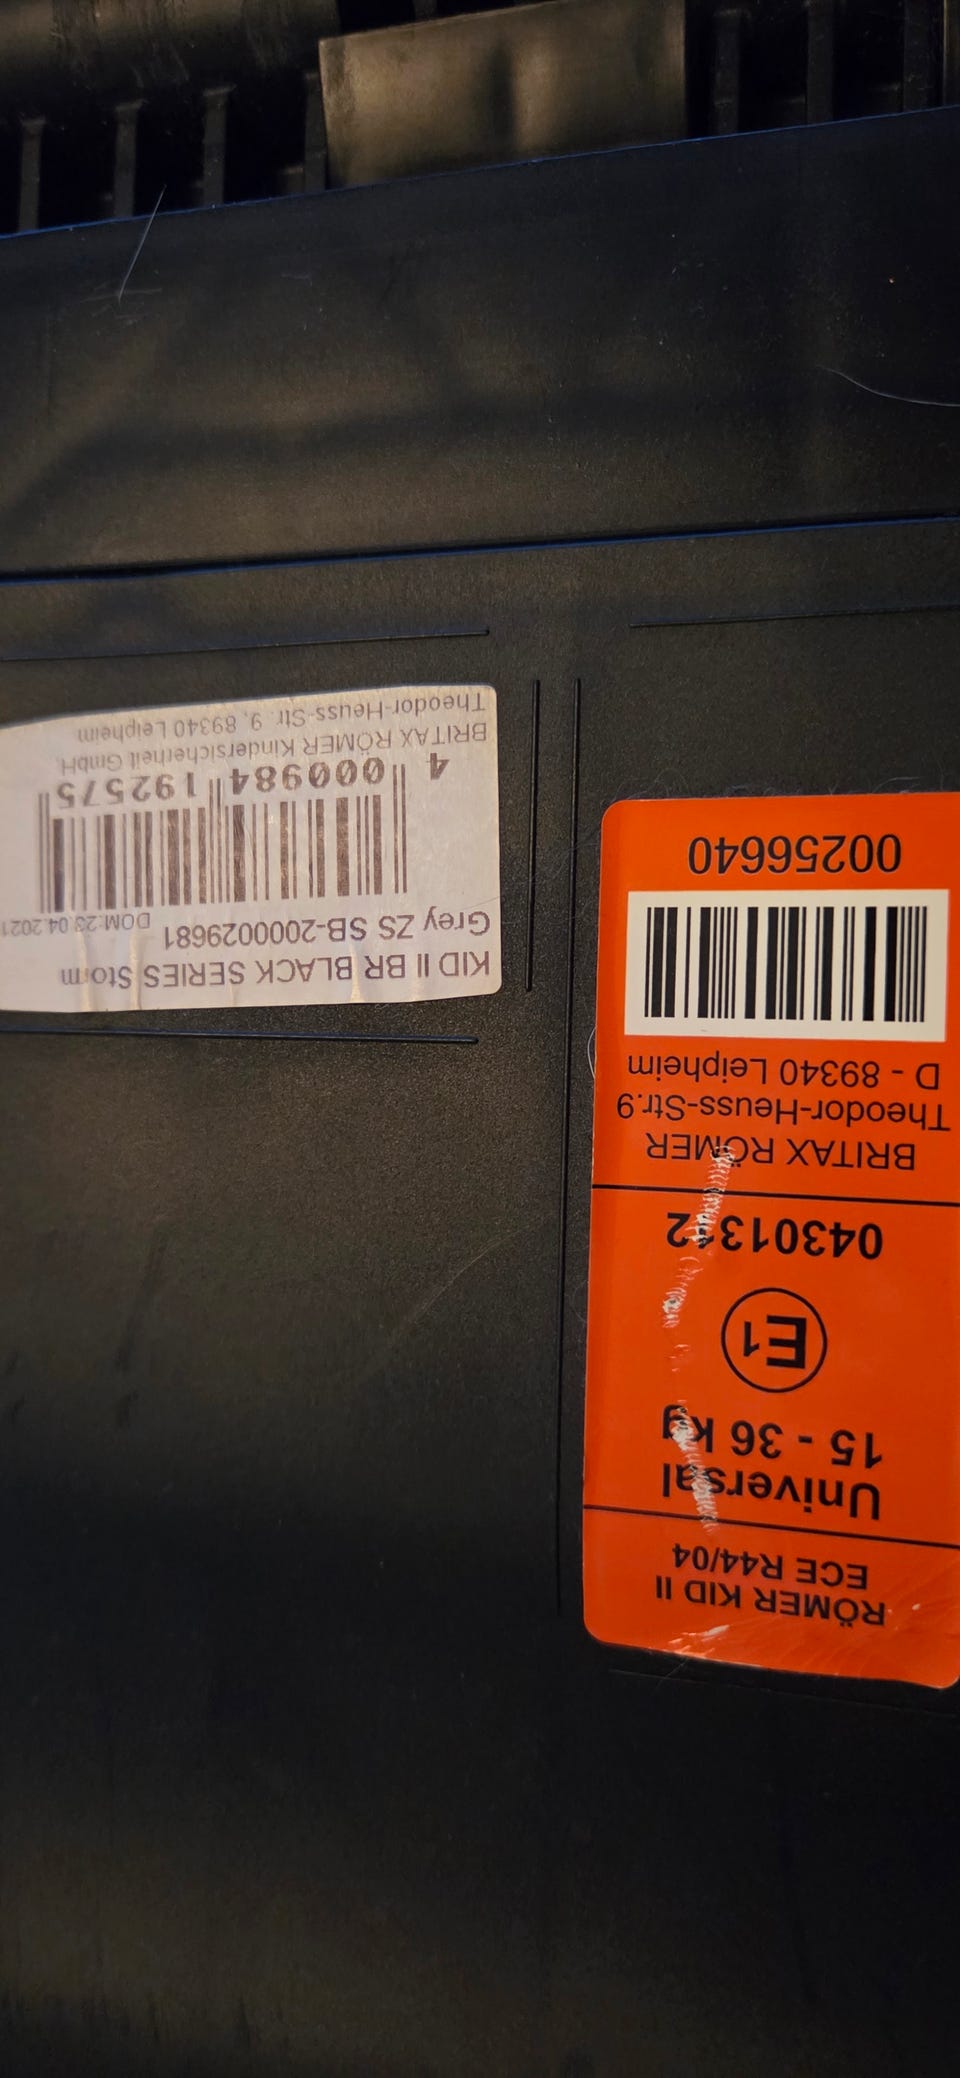 KID II BR BLACK SERIES Storm
Grey ZS SB-2000029681 DOM:23.04.2021
4 000984 192575
BRITAX RÖMER Kindersicherheit GmbH,
Theodor-Heuss-Str. 9, 89340 Leipheim
RÖMER KID II
ECE R44/04
Universal
15 - 36 kg
E1
04301312
BRITAX RÖMER
Theodor-Heuss-Str.9
D - 89340 Leipheim
00256640